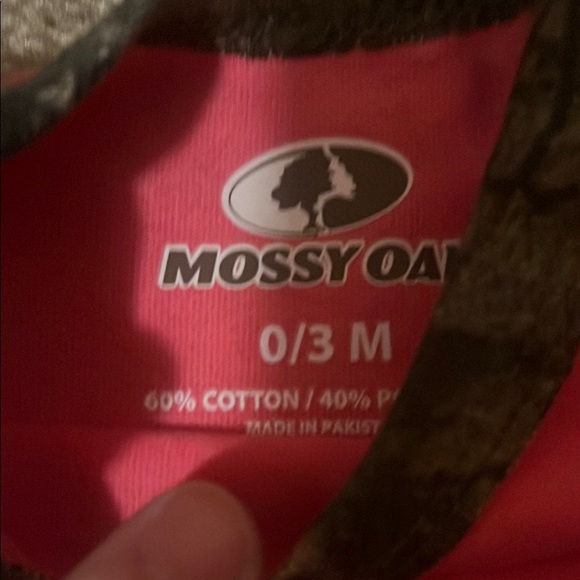 MOSSY OA
0/3 M
60% COTTON / 40% P
MADE IN PAKIST